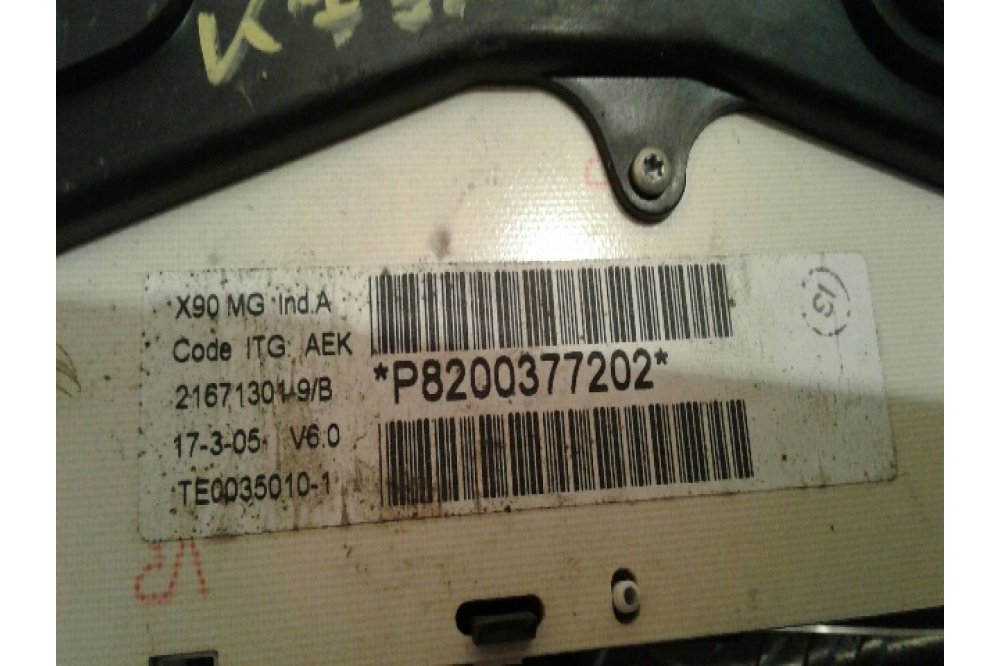 X90 MG Ind.A
Code ITG: AEK
21671301-9/B
17-3-05 V6.0
TE0035010-1
*P8200377202*